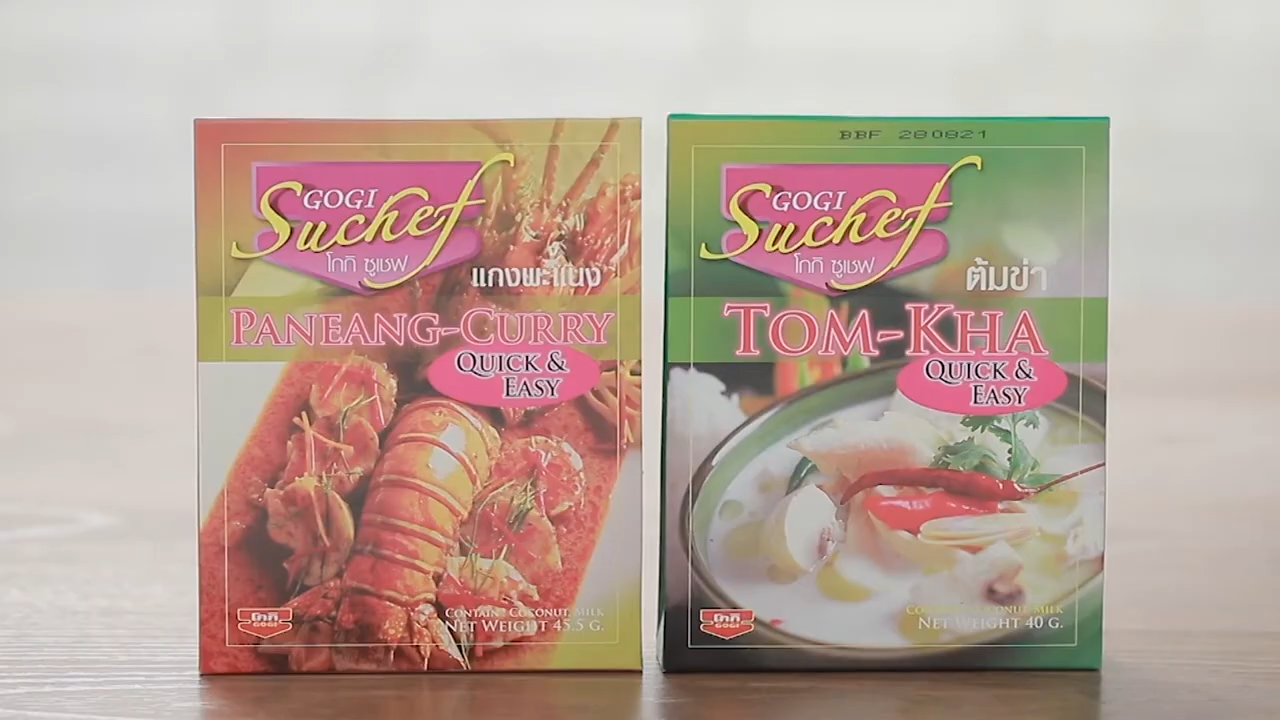 GOGI
Suchef
โกกิ ซูเชฟ
แกงพะแนง
PANEANG-CURRY
QUICK &
EASY
โกกิ
GOGI
CONTAIN COCONUT MILK
NET WEIGHT 45.5 G.
BBF 280821
GOGI
Suchef
โกกิ ซูเชฟ
ต้มข่า
TOM-KHA
QUICK &
EASY
โกกิ
GOGI
COCONUT MILK
NET WEIGHT 40 G.